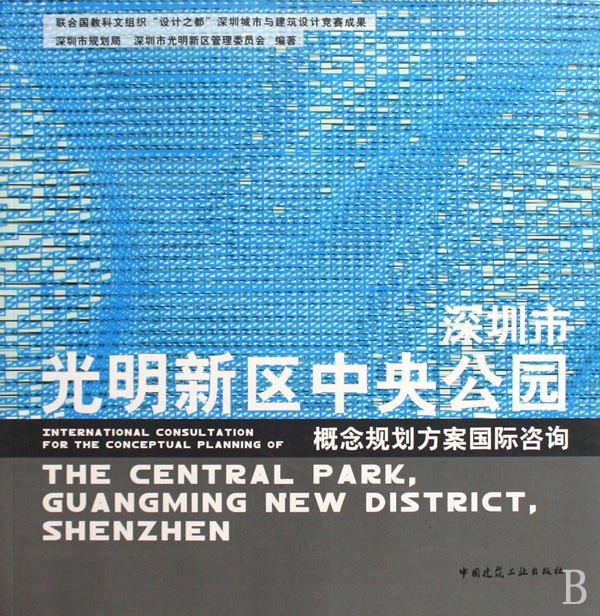 联合国教科文组织“设计之都”深圳城市与建筑设计竞赛成果
深圳市规划局 深圳市光明新区管理委员会 编著
深圳市
光明新区中央公园
INTERNATIONAL CONSULTATION
FOR THE CONCEPTUAL PLANNING OF
概念规划方案国际咨询
THE CENTRAL PARK,
GUANGMING NEW DISTRICT,
SHENZHEN
中国建筑工业出版社
B